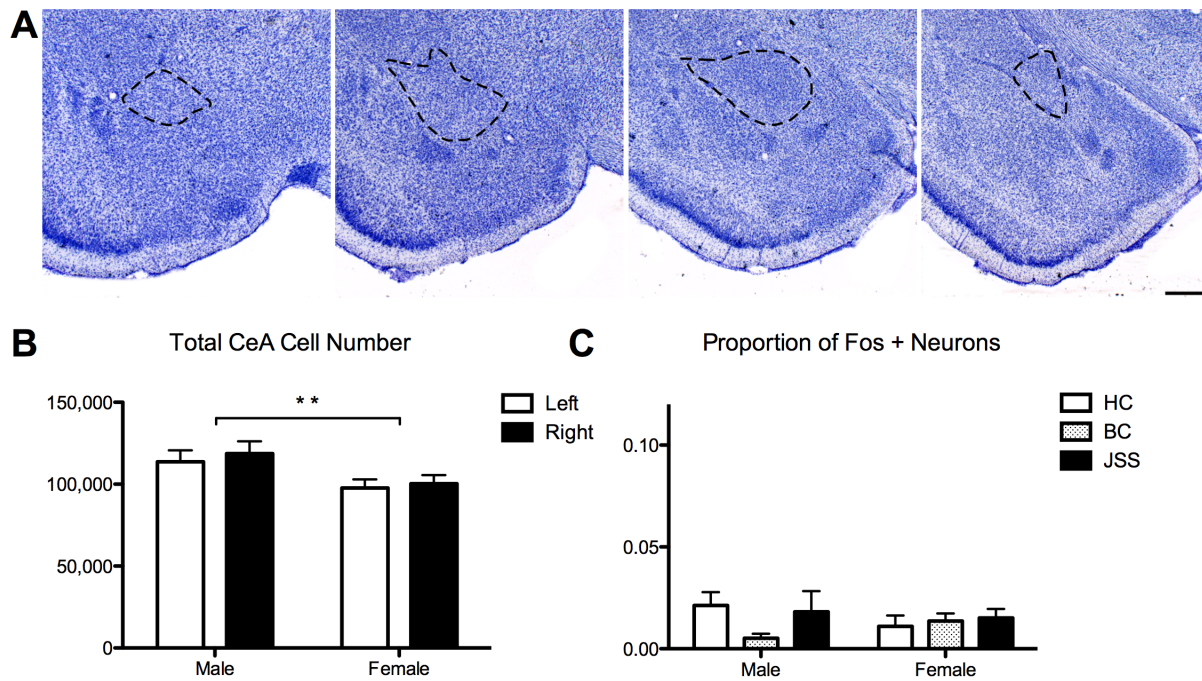 A
B
Total CeA Cell Number
150,000
100,000
50,000
0
* *
Left
Right
Male
Female
C
Proportion of Fos + Neurons
0.10
0.05
0.00
HC
BC
JSS
Male
Female